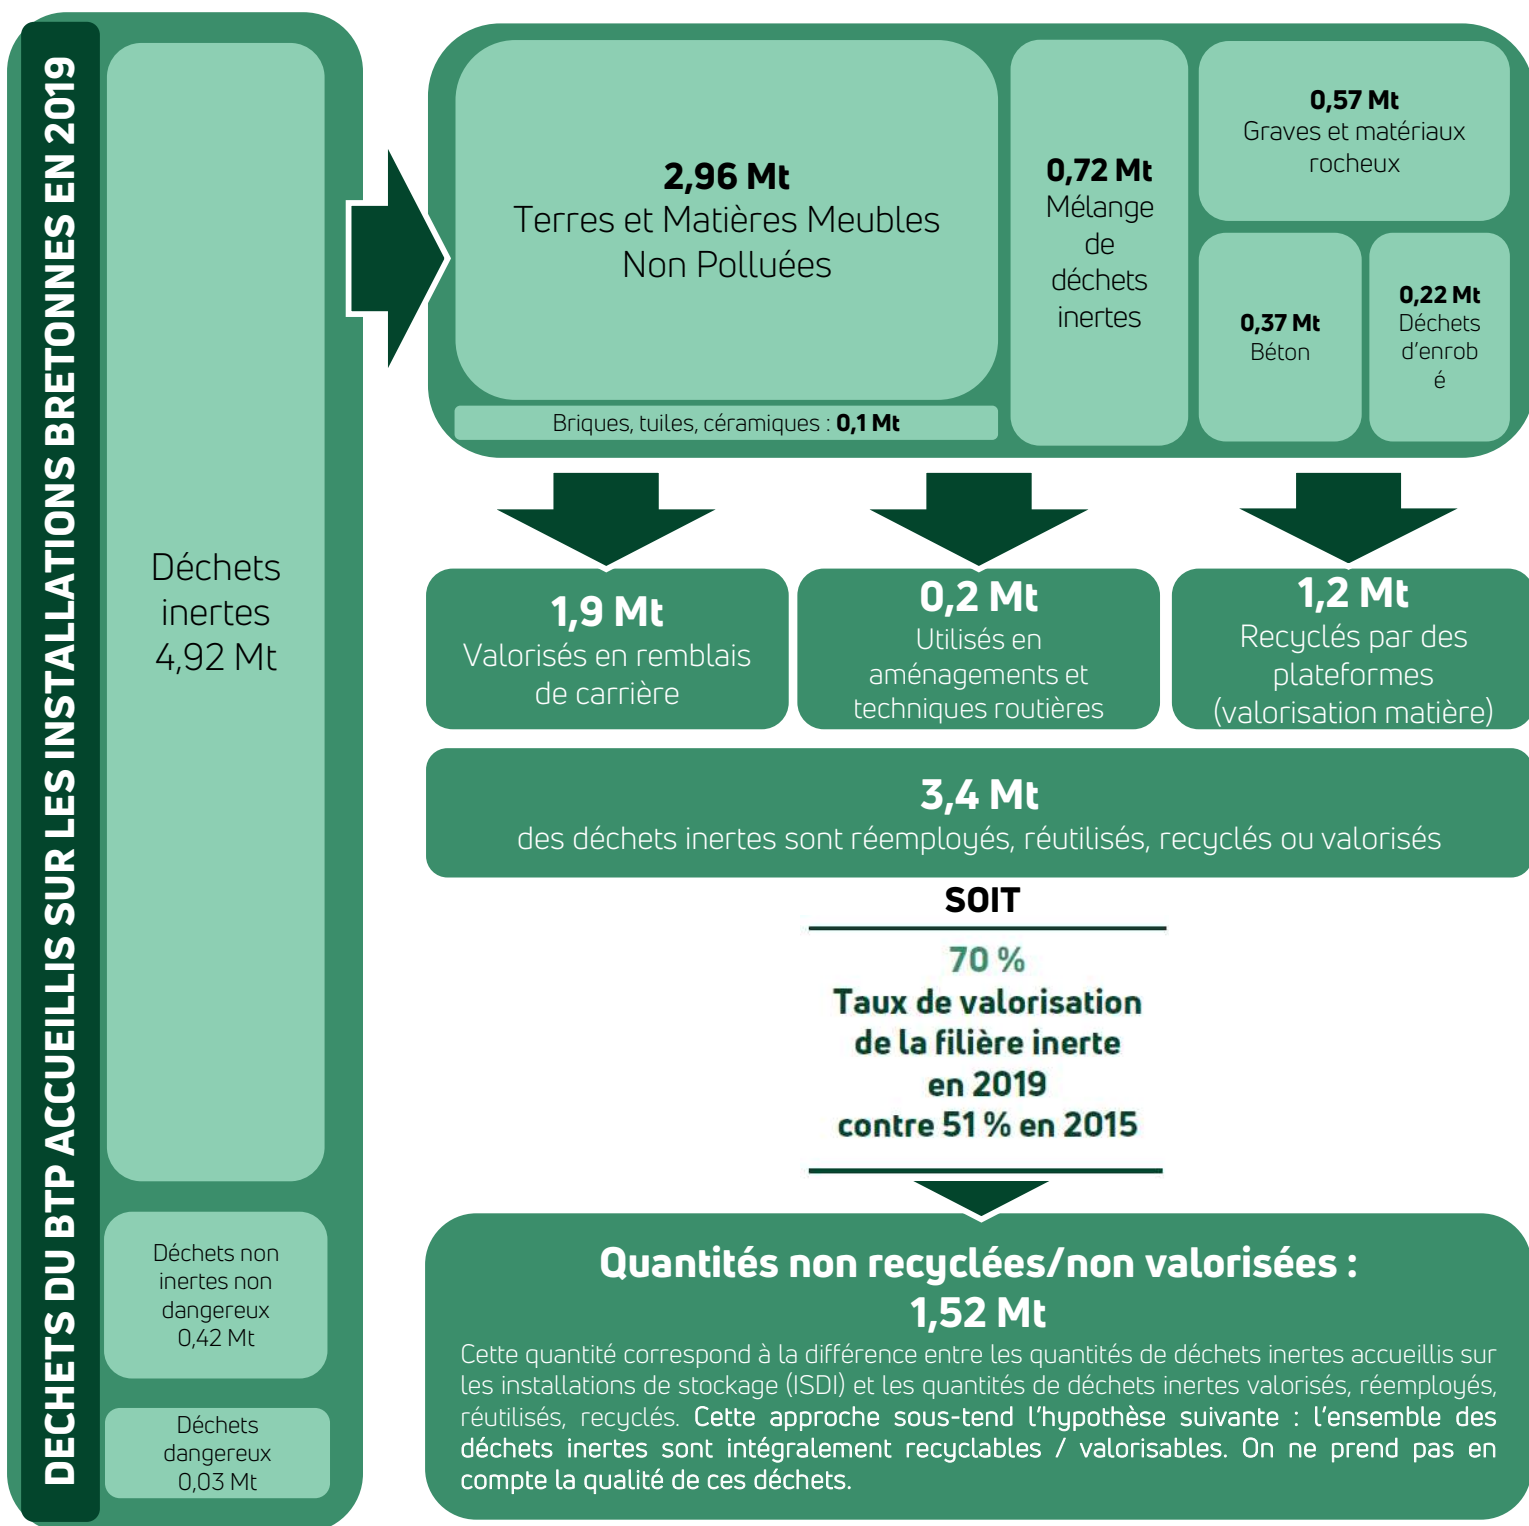 DECHETS DU BTP ACCUEILLIS SUR LES INSTALLATIONS BRETONNES EN 2019
Déchets
inertes
4,92 Mt
Déchets non
inertes non
dangereux
0,42 Mt
Déchets
dangereux
0,03 Mt
2,96 Mt
Terres et Matières Meubles
Non Polluées
Briques, tuiles, céramiques : 0,1 Mt
0,72 Mt
Mélange
de
déchets
inertes
0,57 Mt
Graves et matériaux
rocheux
0,37 Mt
Béton
0,22 Mt
Déchets
d'enrob
é
1,9 Mt
Valorisés en remblais
de carrière
0,2 Mt
Utilisés en
aménagements et
techniques routières
1,2 Mt
Recyclés par des
plateformes
(valorisation matière)
3,4 Mt
des déchets inertes sont réemployés, réutilisés, recyclés ou valorisés
SOIT
70 %
Taux de valorisation
de la filière inerte
en 2019
contre 51 % en 2015
Quantités non recyclées/non valorisées :
1,52 Mt
Cette quantité correspond à la différence entre les quantités de déchets inertes accueillis sur
les installations de stockage (ISDI) et les quantités de déchets inertes valorisés, réemployés,
réutilisés, recyclés. Cette approche sous-tend l'hypothèse suivante : l'ensemble des
déchets inertes sont intégralement recyclables / valorisables. On ne prend pas en
compte la qualité de ces déchets.